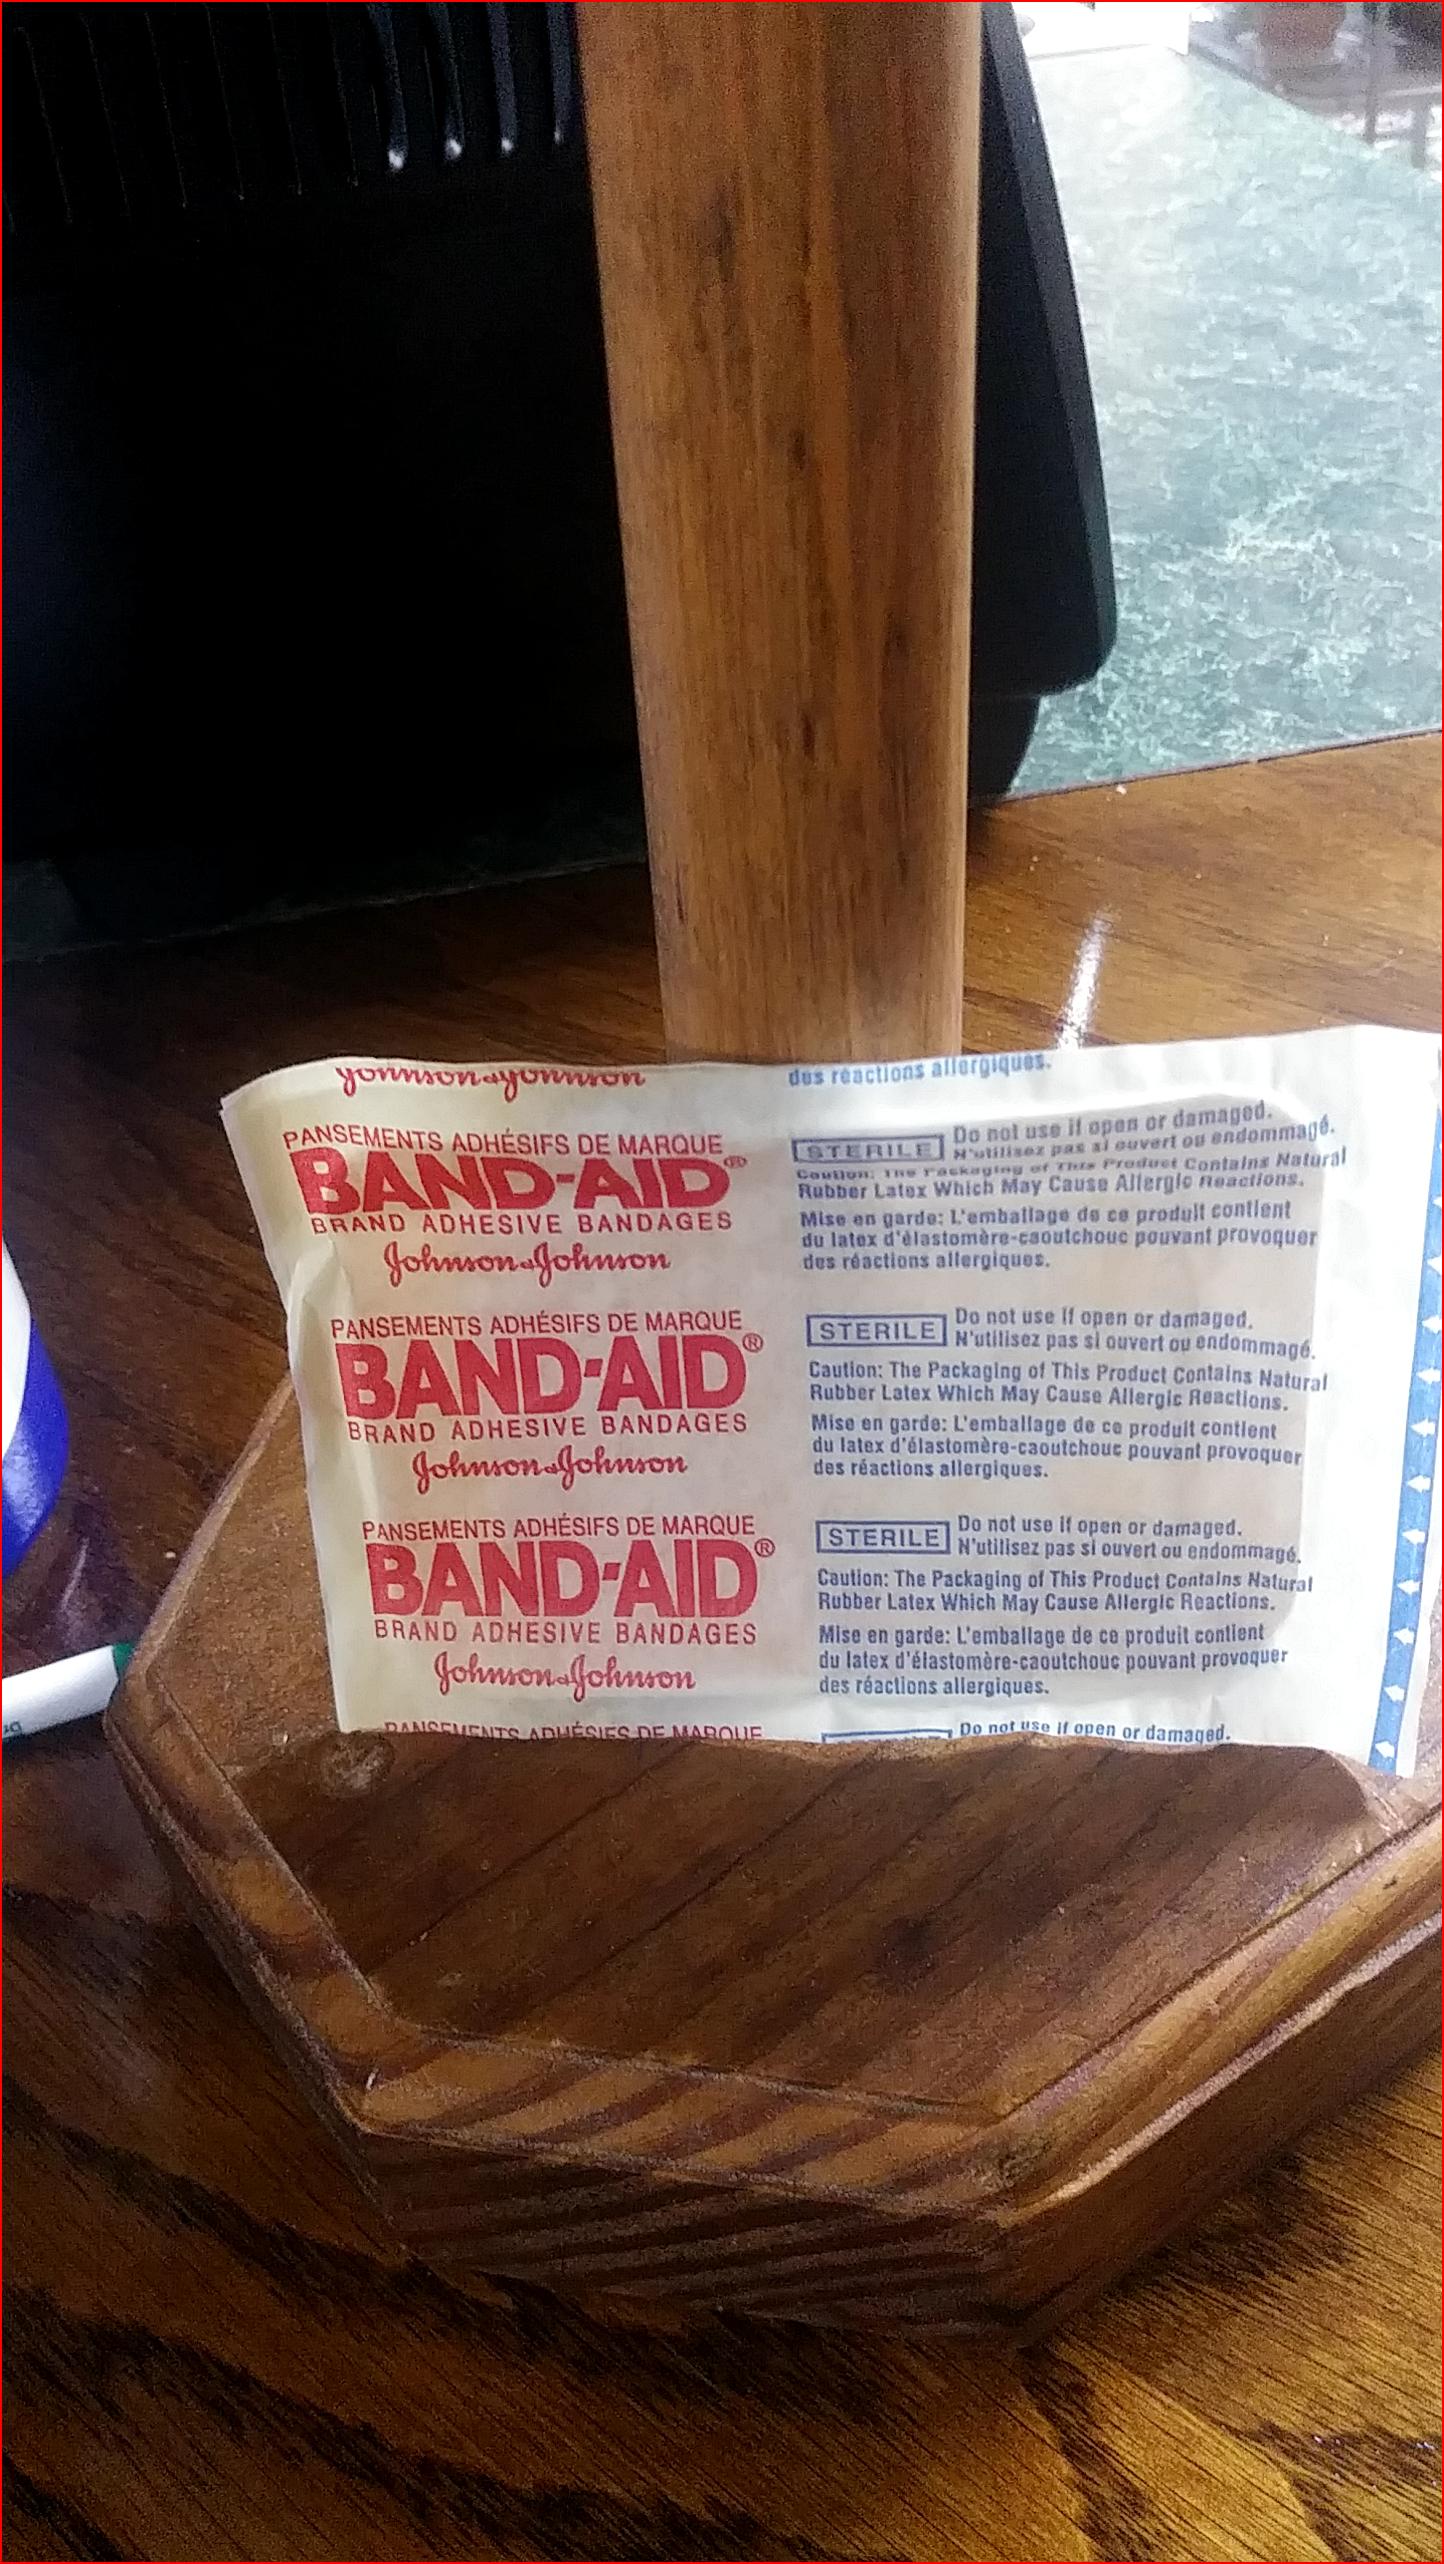 Johnson & Johnson
des réactions allergiques.
PANSEMENTS ADHÉSIFS DE MARQUE
BAND-AID®
BRAND ADHESIVE BANDAGES
Johnson & Johnson
STERILE
Do not use if open or damaged.
N'utilisez pas si ouvert ou endommagé.
Caution: The Packaging of This Product Contains Natural
Rubber Latex Which May Cause Allergic Reactions.
Mise en garde: L'emballage de ce produit contient
du latex d'élastomère-caoutchouc pouvant provoquer
des réactions allergiques.
PANSEMENTS ADHÉSIFS DE MARQUE
BAND-AID®
BRAND ADHESIVE BANDAGES
Johnson & Johnson
STERILE
Do not use if open or damaged.
N'utilisez pas si ouvert ou endommagé.
Caution: The Packaging of This Product Contains Natural
Rubber Latex Which May Cause Allergic Reactions.
Mise en garde: L'emballage de ce produit contient
du latex d'élastomère-caoutchouc pouvant provoquer
des réactions allergiques.
PANSEMENTS ADHÉSIFS DE MARQUE
BAND-AID®
BRAND ADHESIVE BANDAGES
Johnson & Johnson
STERILE
Do not use if open or damaged.
N'utilisez pas si ouvert ou endommagé.
Caution: The Packaging of This Product Contains Natural
Rubber Latex Which May Cause Allergic Reactions.
Mise en garde: L'emballage de ce produit contient
du latex d'élastomère-caoutchouc pouvant provoquer
des réactions allergiques.
PANSEMENTS ADHÉSIFS DE MARQUE
Do not use if open or damaged.